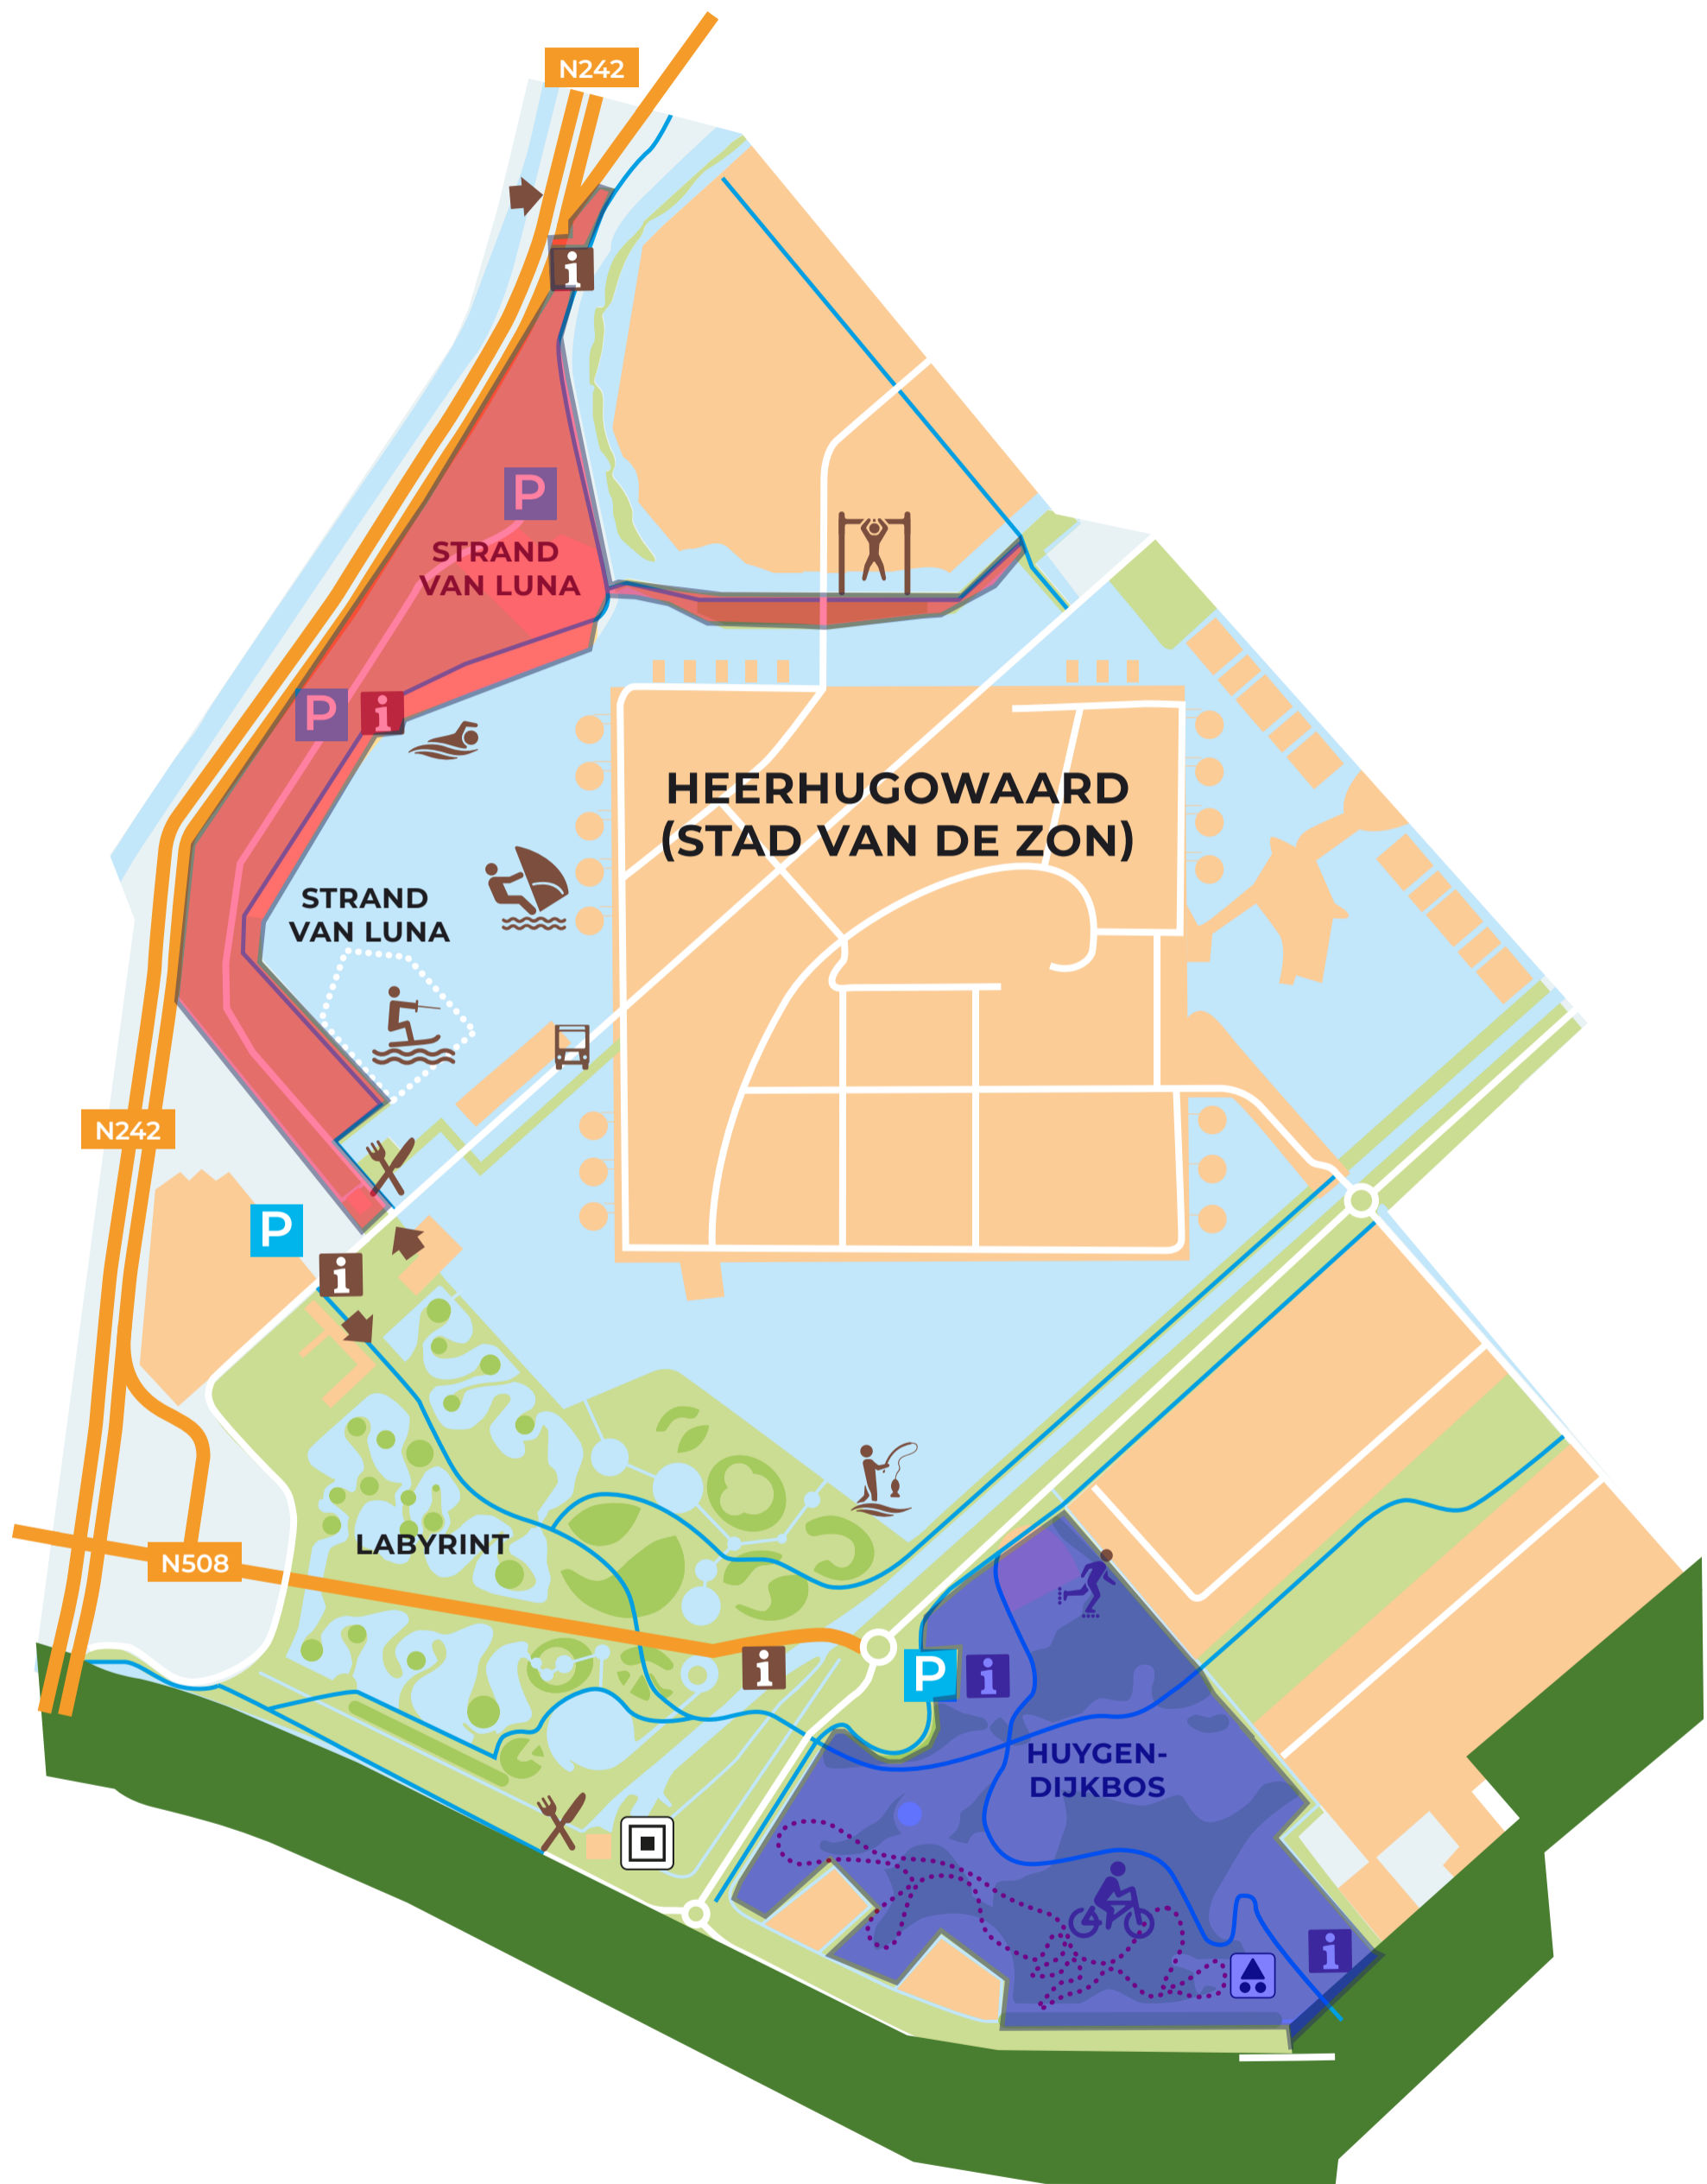 N242
i
P
STRAND
VAN LUNA
P
i
HEERHUGOWAARD
(STAD VAN DE ZON)
STRAND
VAN LUNA
N242
P
i
LABYRINT
N508
i
P
i
HUYGEN-
DIJKBOS
i